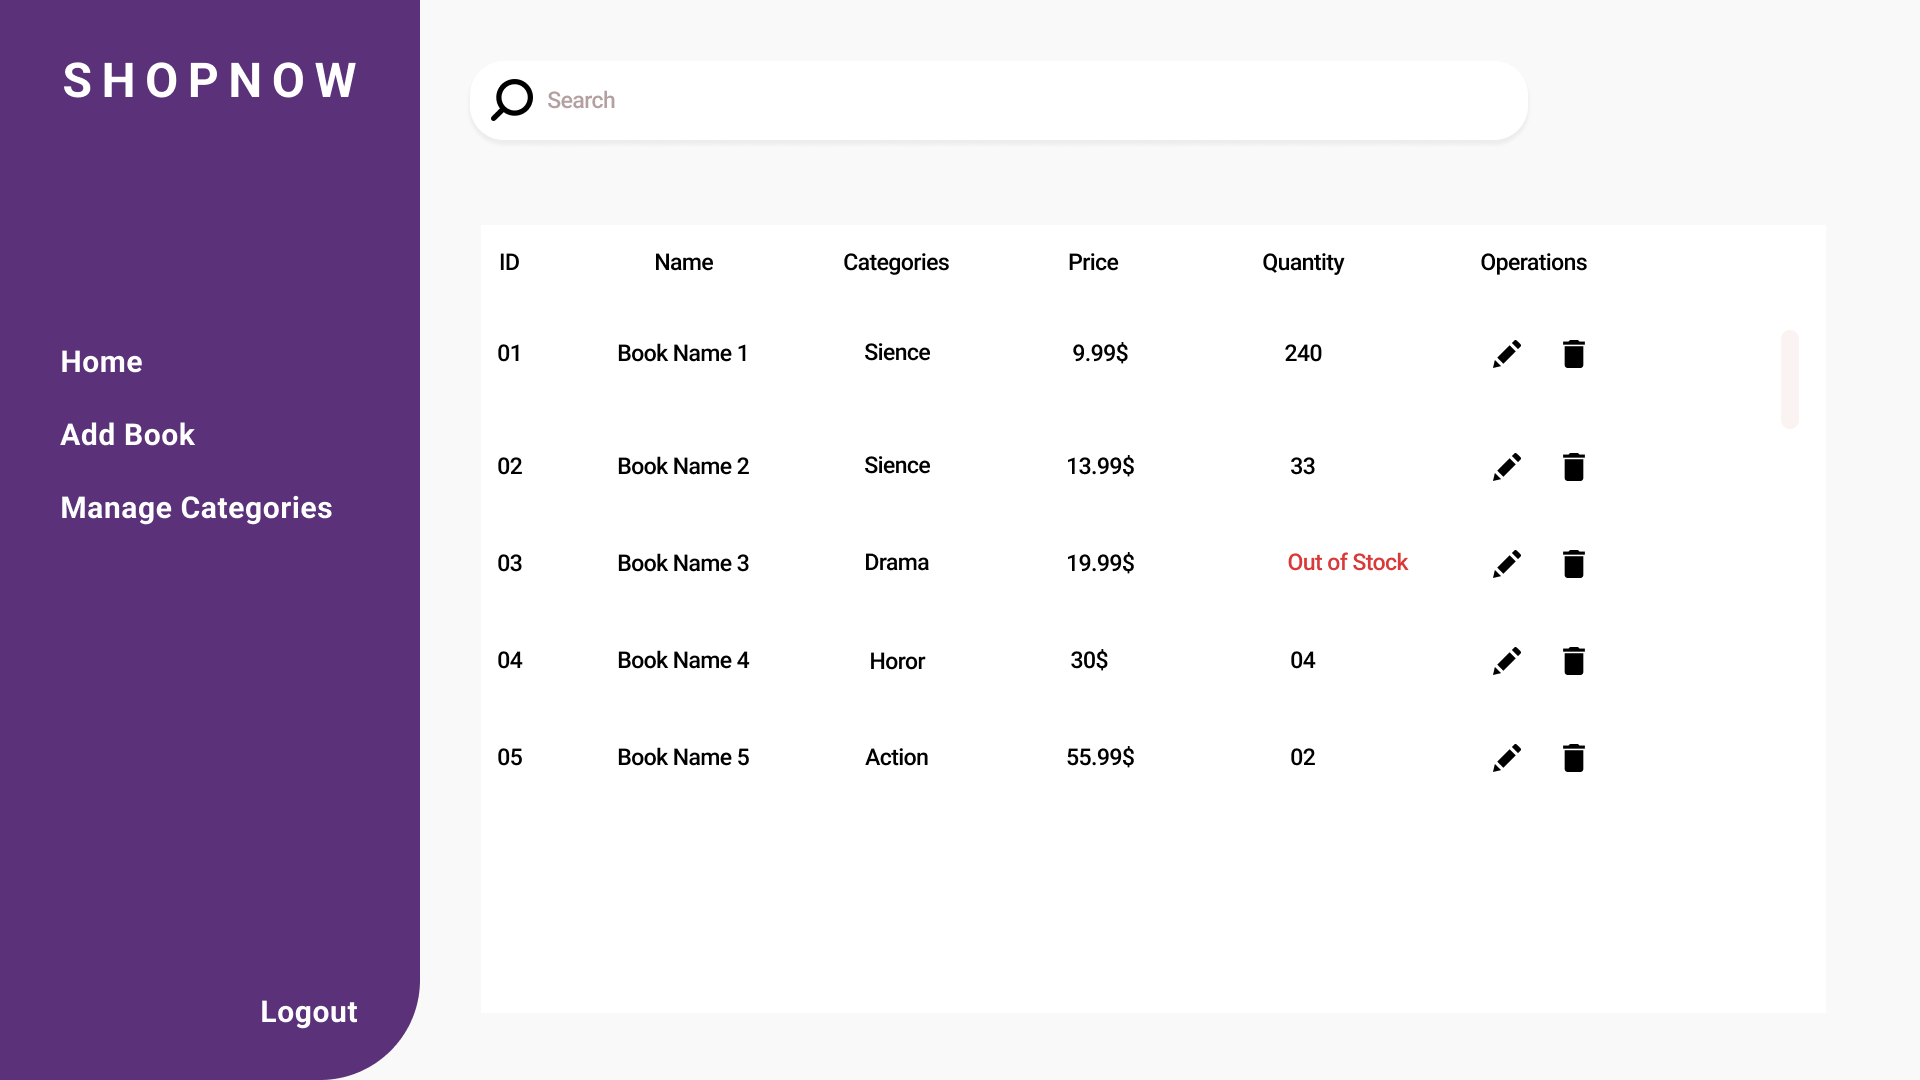 SHOPNOW
Search
Home
Add Book
Manage Categories
Logout
ID Name Categories Price Quantity Operations
01 Book Name 1 Sience 9.99$ 240
02 Book Name 2 Sience 13.99$ 33
03 Book Name 3 Drama 19.99$ Out of Stock
04 Book Name 4 Horor 30$ 04
05 Book Name 5 Action 55.99$ 02